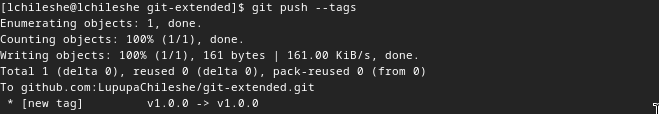 [lchileshe@lchileshe git-extended]$ git push --tags
Enumerating objects: 1, done.
Counting objects: 100% (1/1), done.
Writing objects: 100% (1/1), 161 bytes | 161.00 KiB/s, done.
Total 1 (delta 0), reused 0 (delta 0), pack-reused 0 (from 0)
To github.com:LupupaChileshe/git-extended.git
 * [new tag]         v1.0.0 -> v1.0.0